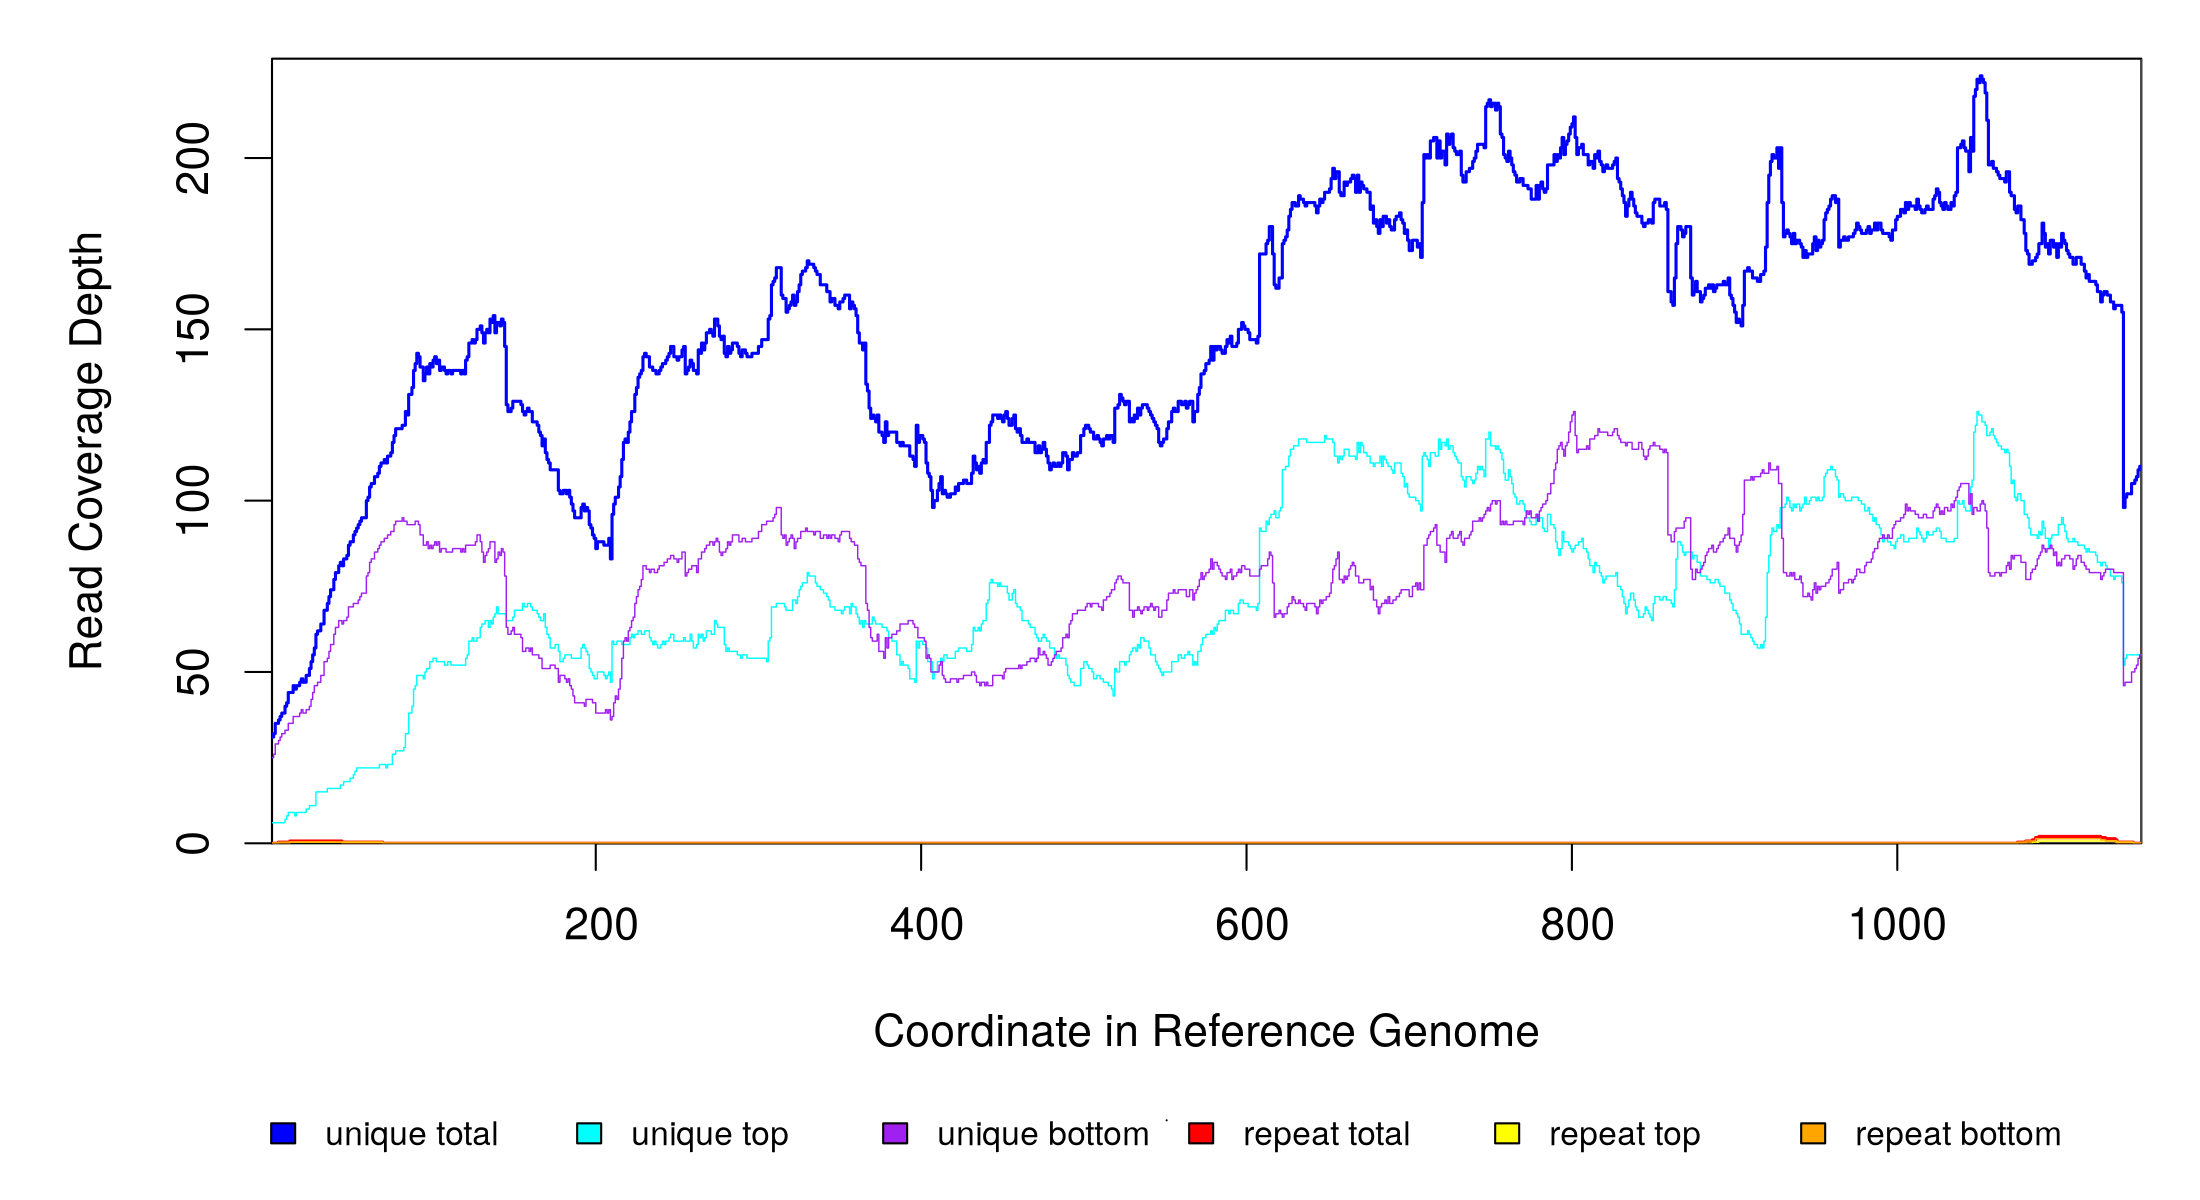 Read Coverage Depth
200
150
100
50
0
200 400 600 800 1000
Coordinate in Reference Genome
unique total unique top unique bottom repeat total repeat top repeat bottom